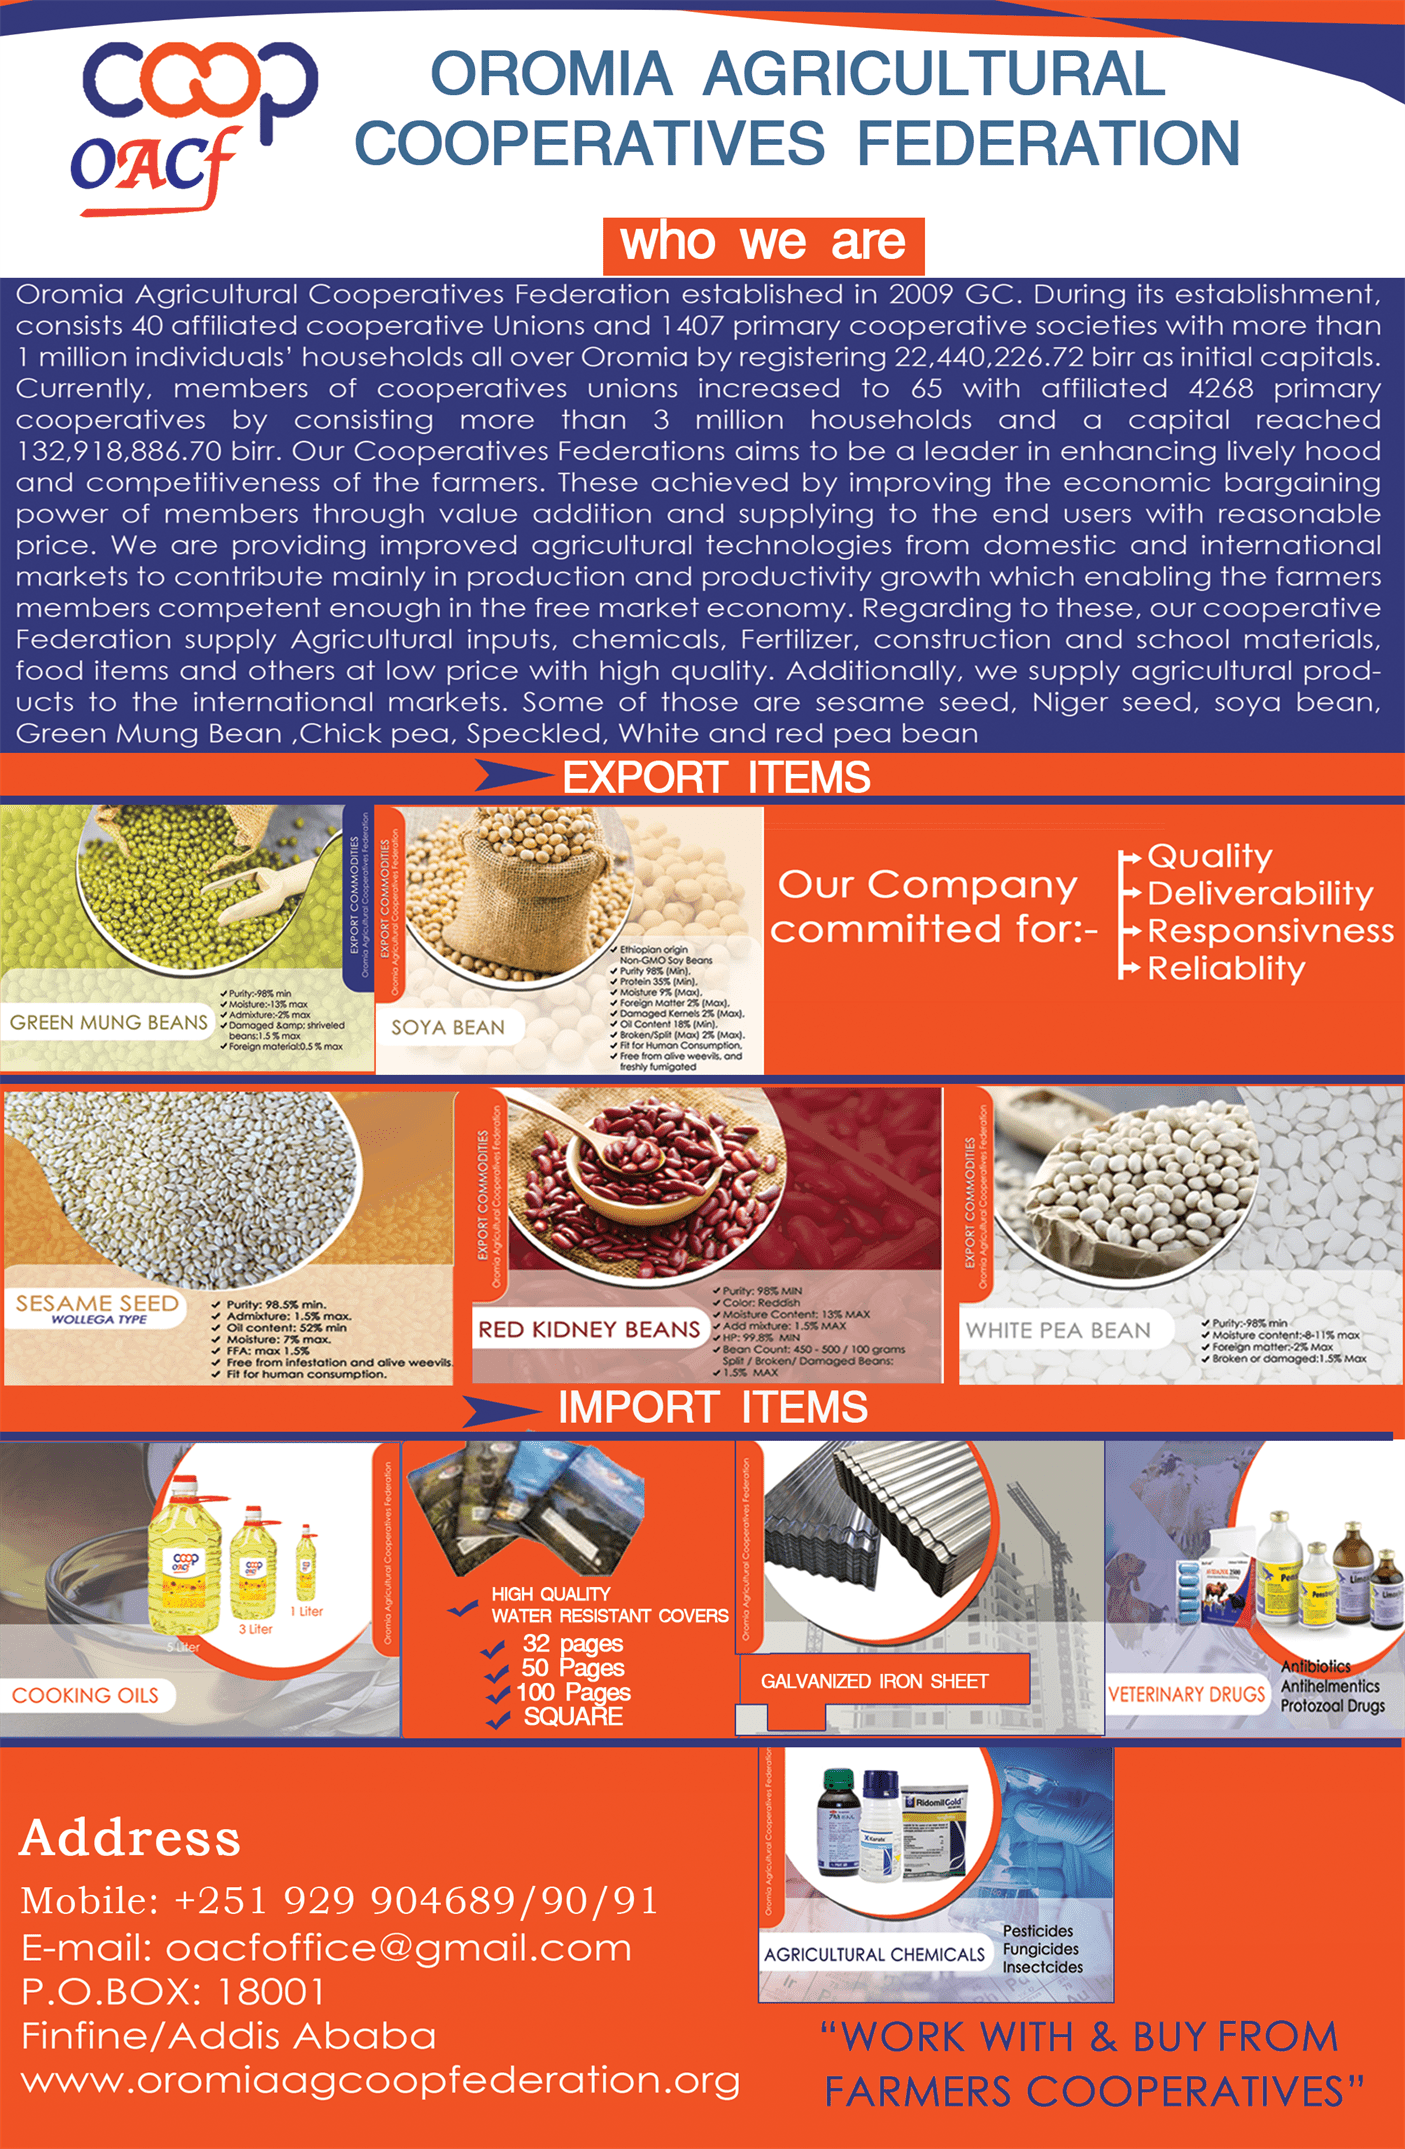 coop
OACf
OROMIA AGRICULTURAL
COOPERATIVES FEDERATION
who we are
Oromia Agricultural Cooperatives Federation established in 2009 GC. During its establishment,
consists 40 affiliated cooperative Unions and 1407 primary cooperative societies with more than
1 million individuals' households all over Oromia by registering 22,440,226.72 birr as initial capitals.
Currently, members of cooperatives unions increased to 65 with affiliated 4268 primary
cooperatives by consisting more than 3 million households and a capital reached
132,918,886.70 birr. Our Cooperatives Federations aims to be a leader in enhancing lively hood
and competitiveness of the farmers. These achieved by improving the economic bargaining
power of members through value addition and supplying to the end users with reasonable
price. We are providing improved agricultural technologies from domestic and international
markets to contribute mainly in production and productivity growth which enabling the farmers
members competent enough in the free market economy. Regarding to these, our cooperative
Federation supply Agricultural inputs, chemicals, Fertilizer, construction and school materials,
food items and others at low price with high quality. Additionally, we supply agricultural prod-
ucts to the international markets. Some of those are sesame seed, Niger seed, soya bean,
Green Mung Bean ,Chick pea, Speckled, White and red pea bean
EXPORT ITEMS
GREEN MUNG BEANS
Purity:-98% min
Moisture:-13% max
Admixture:-2% max
Damaged &amp; shriveled
beans:1.5 % max
Foreign material:0.5 % max
EXPORT COMMODITIES
Oromia Agricultural Cooperatives Federation
EXPORT COMMODITIES
Oromia Agricultural Cooperatives Federation
SOYA BEAN
Ethiopian origin
Non-GMO Soy Beans
Purity 98% (Min).
Protein 35% (Min).
Moisture 9% (Max).
Foreign Matter 2% (Max).
Damaged Kernels 2% (Max).
Oil Content 18% (Min).
Broken/Split (Max) 2% (Max).
Fit for Human Consumption.
Free from alive weevils, and
freshly fumigated
Our Company
committed for:-
Quality
Deliverability
Responsivness
Reliablity
SESAME SEED
WOLLEGA TYPE
Purity: 98.5% min.
Admixture: 1.5% max.
Oil content: 52% min
Moisture: 7% max.
FFA: max 1.5%
Free from infestation and alive weevils.
Fit for human consumption.
EXPORT COMMODITIES
Oromia Agricultural Cooperatives Federation
RED KIDNEY BEANS
Purity: 98% MIN
Color: Reddish
Moisture Content: 13% MAX
Add mixture: 1.5% MAX
HP: 99.8% MIN
Bean Count: 450 - 500 / 100 grams
Split / Broken/ Damaged Beans:
1.5% MAX
EXPORT COMMODITIES
Oromia Agricultural Cooperatives Federation
WHITE PEA BEAN
Purity:-98% min
Moisture content:-8-11% max
Foreign matter:-2% Max
Broken or damaged:1.5% Max
IMPORT ITEMS
coop
OACf
5 Liter
3 Liter
1 Liter
COOKING OILS
Oromia Agricultural Cooperatives Federation
HIGH QUALITY
WATER RESISTANT COVERS
32 pages
50 Pages
100 Pages
SQUARE
Oromia Agricultural Cooperatives Federation
GALVANIZED IRON SHEET
VETERINARY DRUGS
Antibiotics
Antihelmentics
Protozoal Drugs
Oromia Agricultural Cooperatives Federation
RidomilGold
Karate
AGRICULTURAL CHEMICALS
Pesticides
Fungicides
Insectcides
Address
Mobile: +251 929 904689/90/91
E-mail: oacfoffice@gmail.com
P.O.BOX: 18001
Finfine/Addis Ababa
www.oromiaagcoopfederation.org
"WORK WITH & BUY FROM
FARMERS COOPERATIVES"